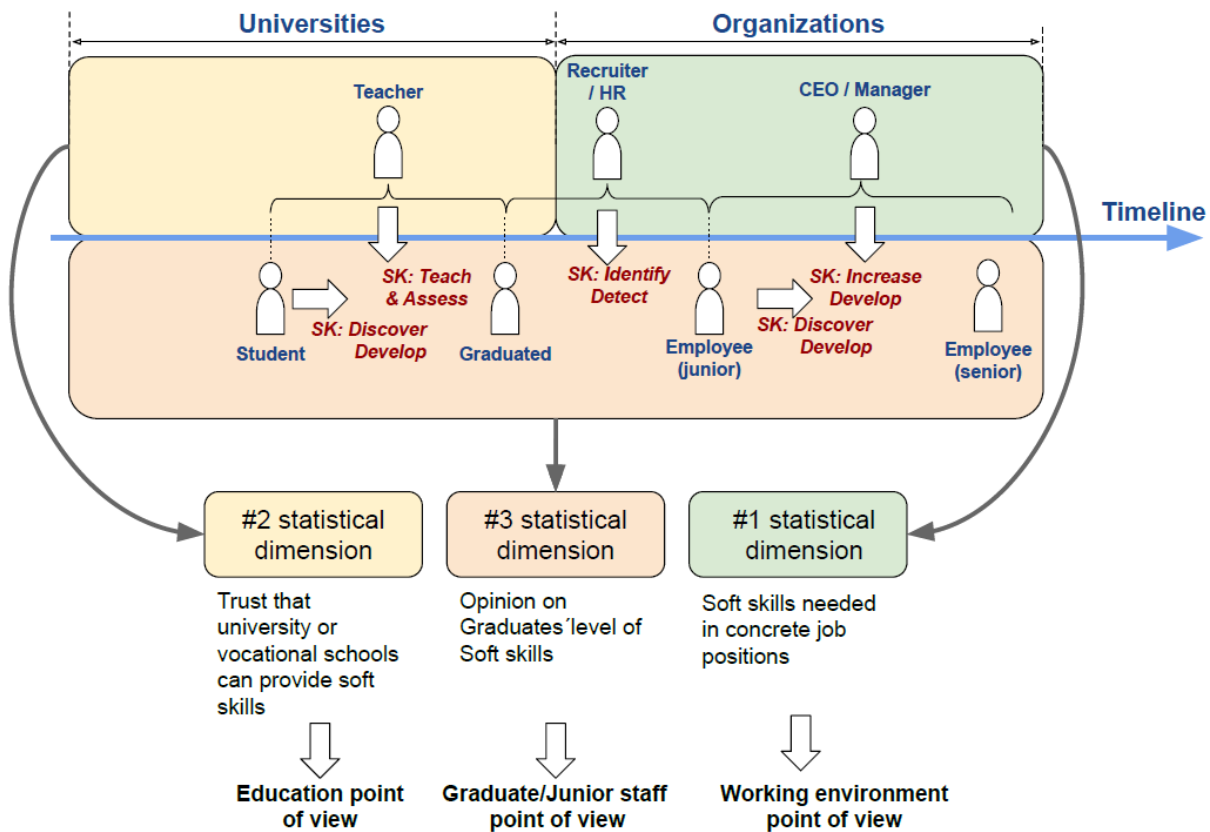 Universities
Organizations
Teacher
Recruiter
/ HR
CEO / Manager
Timeline
SK: Teach
& Assess
SK: Identify
Detect
SK: Increase
Develop
SK: Discover
Develop
SK: Discover
Develop
Student
Graduated
Employee
(junior)
Employee
(senior)
#2 statistical
dimension
#3 statistical
dimension
#1 statistical
dimension
Trust that
university or
vocational schools
can provide soft
skills
Opinion on
Graduates´level of
Soft skills
Soft skills needed
in concrete job
positions
Education point
of view
Graduate/Junior staff
point of view
Working environment
point of view